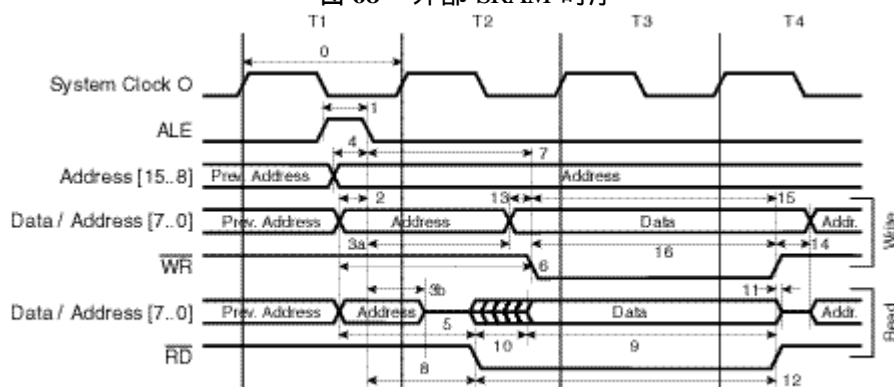 T1 T2 T3 T4
0
System Clock O
1
ALE
4 7
Address [15..8] Prev. Address Address
2 13 15
Data / Address [7..0] Prev. Address Address Data Addr.
3a 16 14
WR 6
Write
3b 11
Data / Address [7..0] Prev. Address Address Data Addr.
5 10 9
Read
RD
8 12